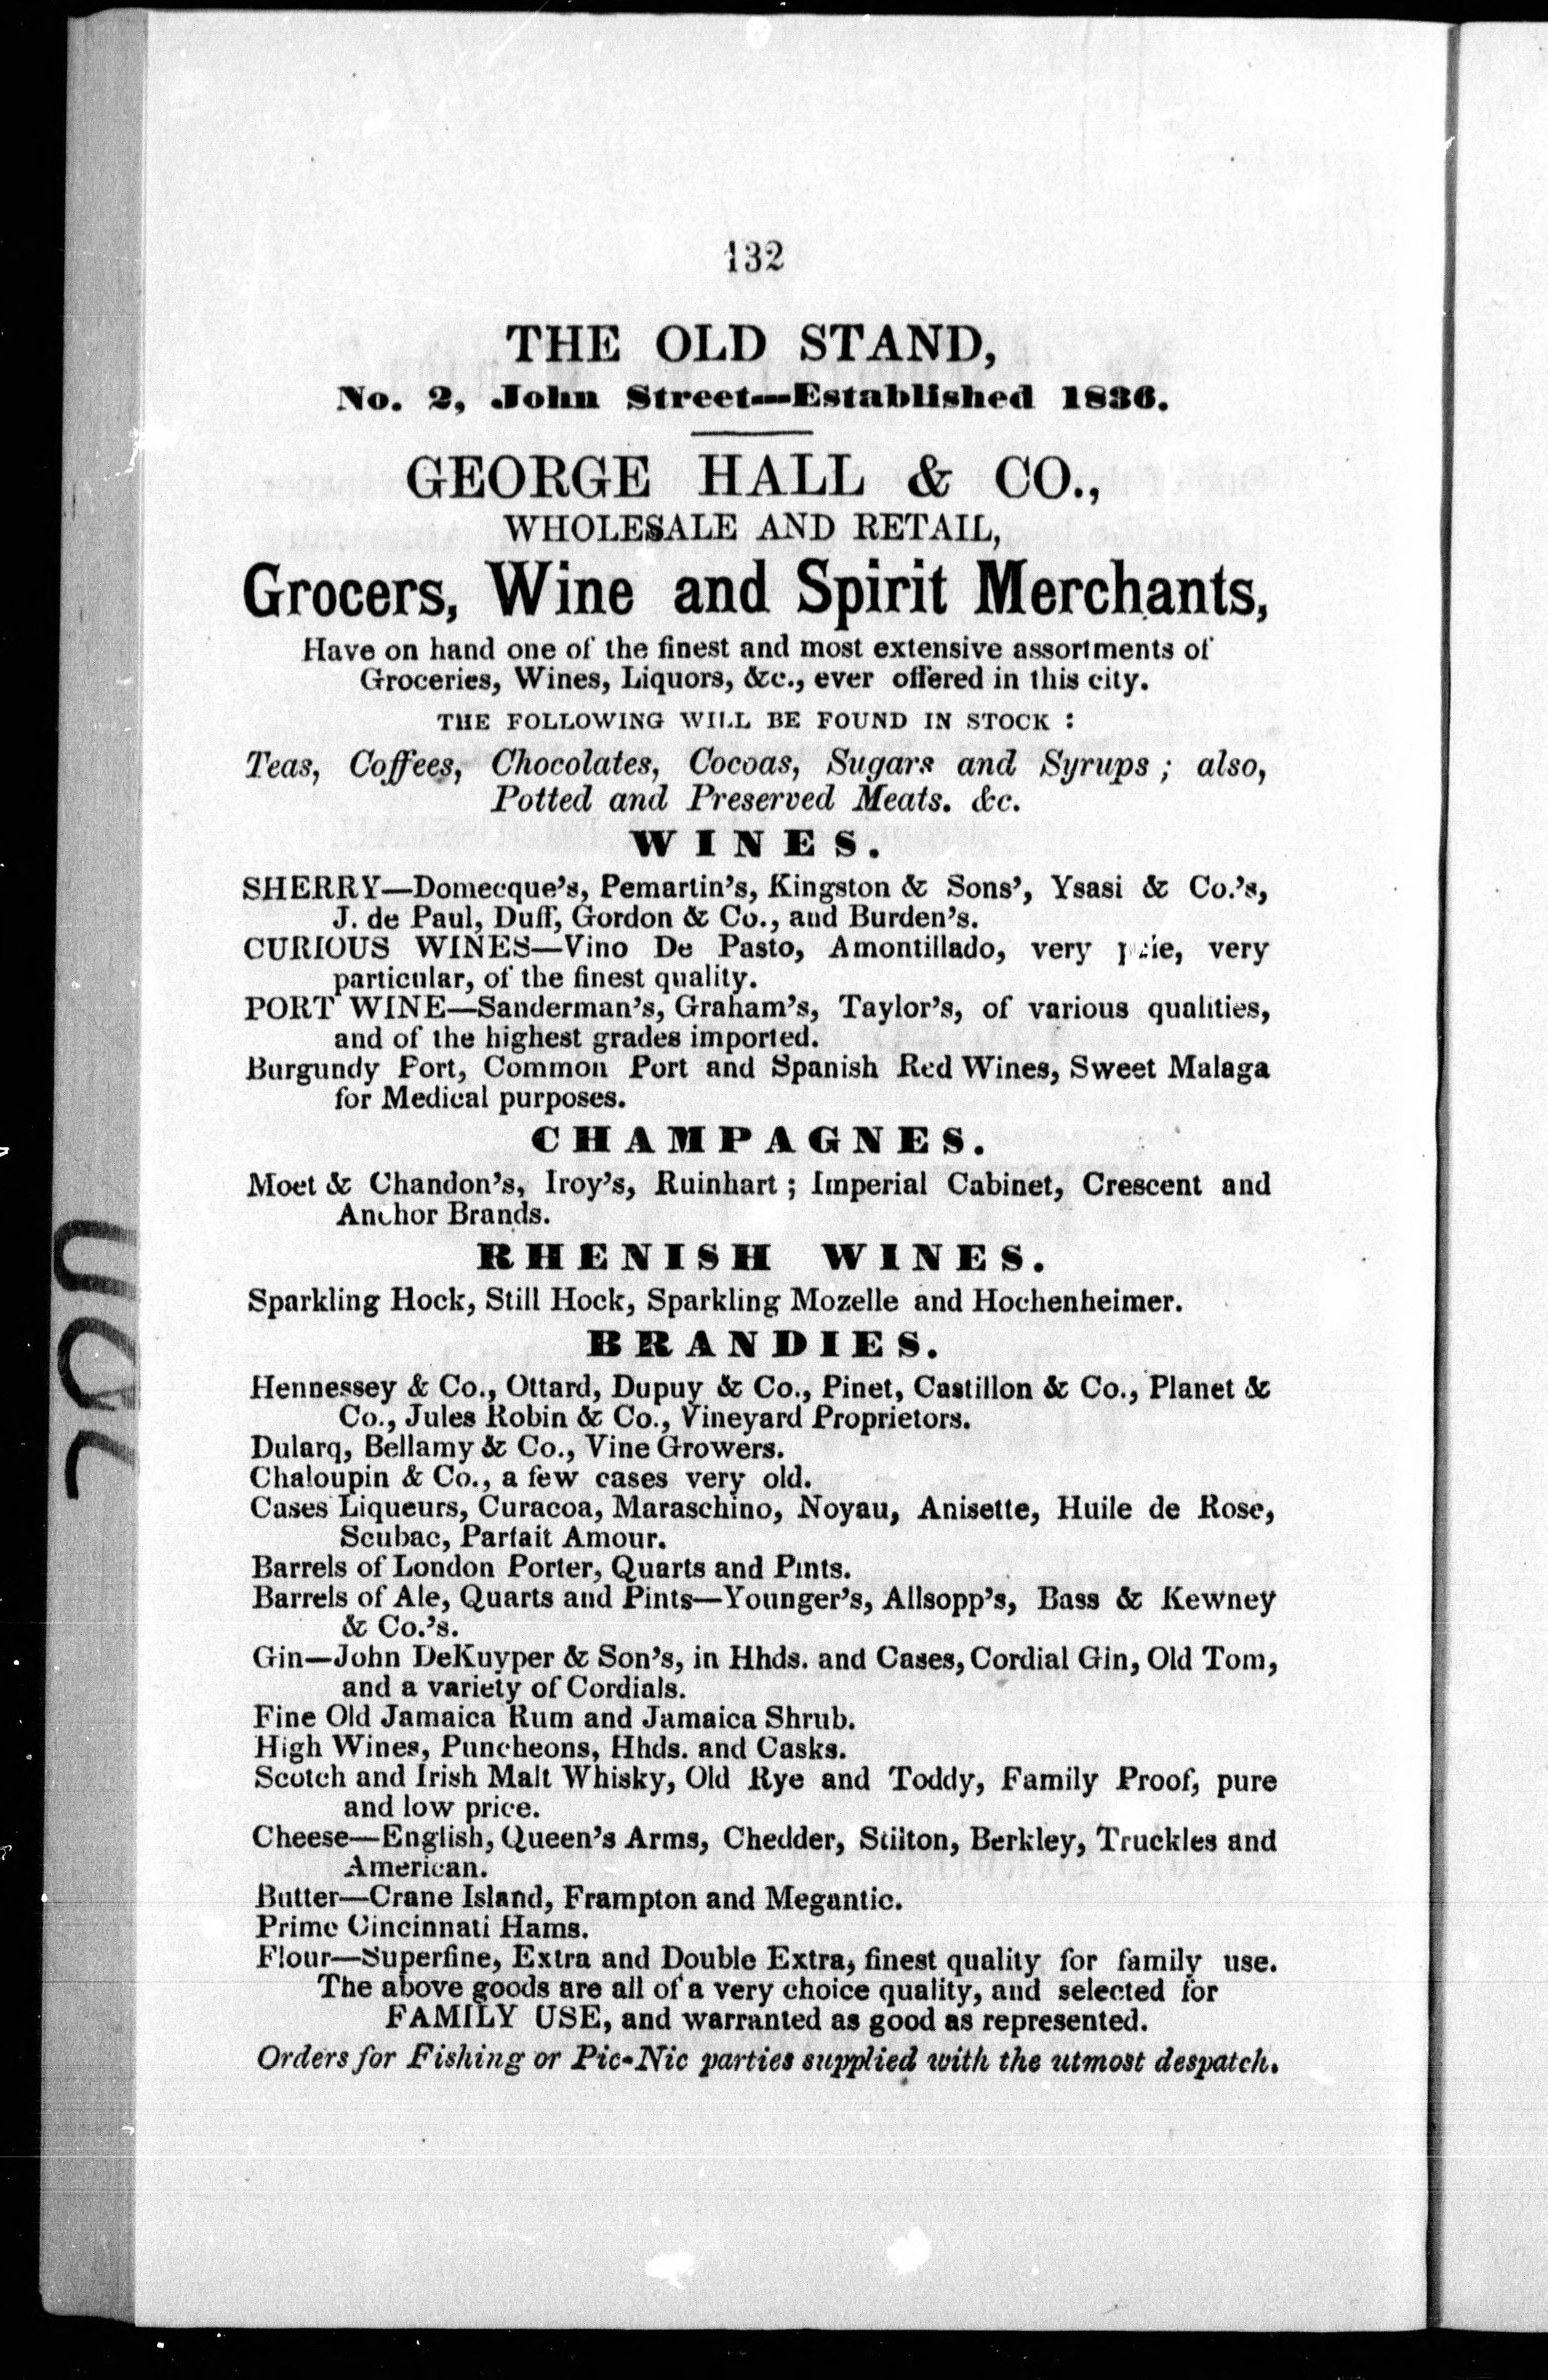 132
THE OLD STAND,
No. 2, John Street—Established 1836.
GEORGE HALL & CO.,
WHOLESALE AND RETAIL,
Grocers, Wine and Spirit Merchants,
Have on hand one of the finest and most extensive assortments of
Groceries, Wines, Liquors, &c., ever offered in this city.
THE FOLLOWING WILL BE FOUND IN STOCK :
Teas, Coffees, Chocolates, Cocoas, Sugars and Syrups ; also,
Potted and Preserved Meats. &c.
WINES.
SHERRY—Domecque's, Pemartin's, Kingston & Sons', Ysasi & Co.'s,
J. de Paul, Duff, Gordon & Co., and Burden's.
CURIOUS WINES—Vino De Pasto, Amontillado, very very
particular, of the finest quality.
PORT WINE—Sanderman's, Graham's, Taylor's, of various qualities,
and of the highest grades imported.
Burgundy Port, Common Port and Spanish Red Wines, Sweet Malaga
for Medical purposes.
CHAMPAGNES.
Moet & Chandon's, Iroy's, Ruinhart ; Imperial Cabinet, Crescent and
Anchor Brands.
RHENISH WINES.
Sparkling Hock, Still Hock, Sparkling Mozelle and Hochenheimer.
BRANDIES.
Hennessey & Co., Ottard, Dupuy & Co., Pinet, Castillon & Co., Planet &
Co., Jules Robin & Co., Vineyard Proprietors.
Dularq, Bellamy & Co., Vine Growers.
Chaloupin & Co., a few cases very old.
Cases Liqueurs, Curacoa, Maraschino, Noyau, Anisette, Huile de Rose,
Scubac, Parfait Amour.
Barrels of London Porter, Quarts and Pints.
Barrels of Ale, Quarts and Pints—Younger's, Allsopp's, Bass & Kewney
& Co.'s.
Gin—John DeKuyper & Son's, in Hhds. and Cases, Cordial Gin, Old Tom,
and a variety of Cordials.
Fine Old Jamaica Rum and Jamaica Shrub.
High Wines, Puncheons, Hhds. and Casks.
Scotch and Irish Malt Whisky, Old Rye and Toddy, Family Proof, pure
and low price.
Cheese—English, Queen's Arms, Chedder, Stilton, Berkley, Truckles and
American.
Butter—Crane Island, Frampton and Megantic.
Prime Cincinnati Hams.
Flour—Superfine, Extra and Double Extra, finest quality for family use.
The above goods are all of a very choice quality, and selected for
FAMILY USE, and warranted as good as represented.
Orders for Fishing or Pic-Nic parties supplied with the utmost despatch.